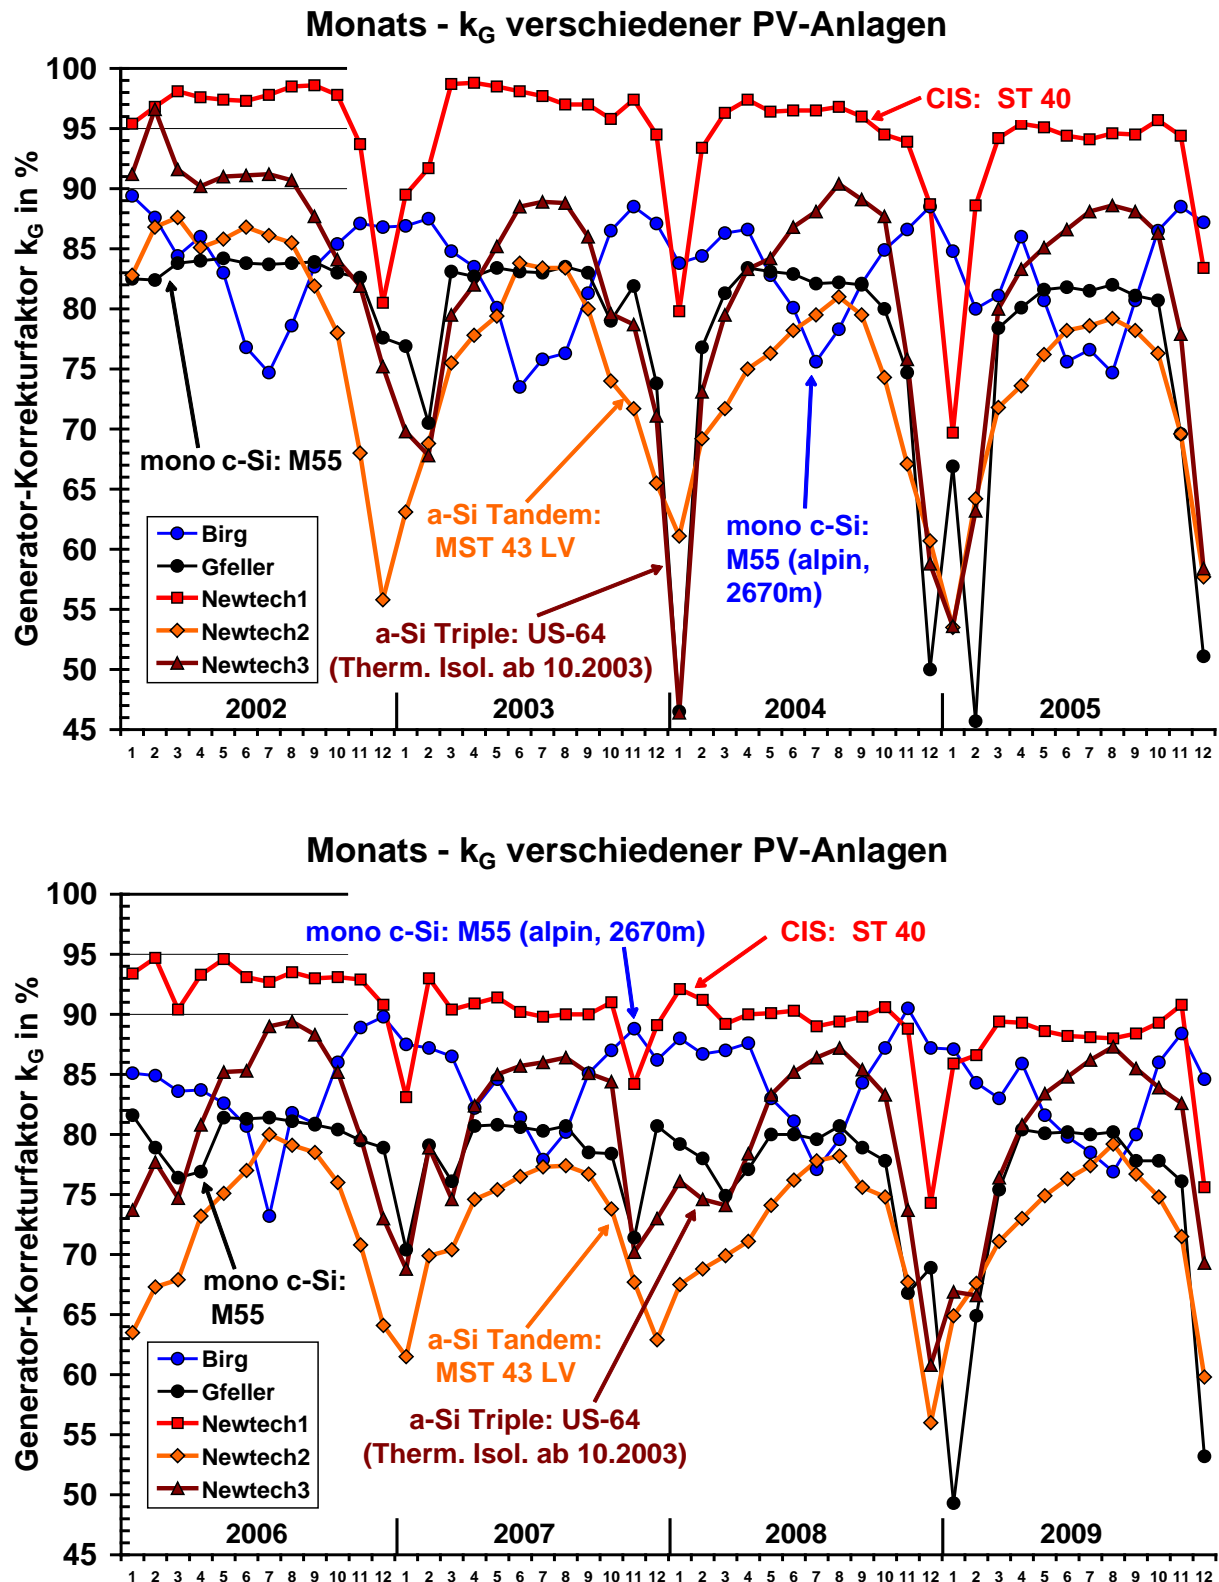 Monats - kG verschiedener PV-Anlagen
Generator-Korrekturfaktor kG in %
100
95
90
85
80
75
70
65
60
55
50
45
CIS: ST 40
mono c-Si: M55
a-Si Tandem:
MST 43 LV
mono c-Si:
M55 (alpin,
2670m)
a-Si Triple: US-64
(Therm. Isol. ab 10.2003)
Birg
Gfeller
Newtech1
Newtech2
Newtech3
2002 2003 2004 2005
1 2 3 4 5 6 7 8 9 10 11 12 1 2 3 4 5 6 7 8 9 10 11 12 1 2 3 4 5 6 7 8 9 10 11 12 1 2 3 4 5 6 7 8 9 10 11 12
Monats - kG verschiedener PV-Anlagen
Generator-Korrekturfaktor kG in %
100
95
90
85
80
75
70
65
60
55
50
45
mono c-Si: M55 (alpin, 2670m)
CIS: ST 40
mono c-Si:
M55
a-Si Tandem:
MST 43 LV
a-Si Triple: US-64
(Therm. Isol. ab 10.2003)
Birg
Gfeller
Newtech1
Newtech2
Newtech3
2006 2007 2008 2009
1 2 3 4 5 6 7 8 9 10 11 12 1 2 3 4 5 6 7 8 9 10 11 12 1 2 3 4 5 6 7 8 9 10 11 12 1 2 3 4 5 6 7 8 9 10 11 12